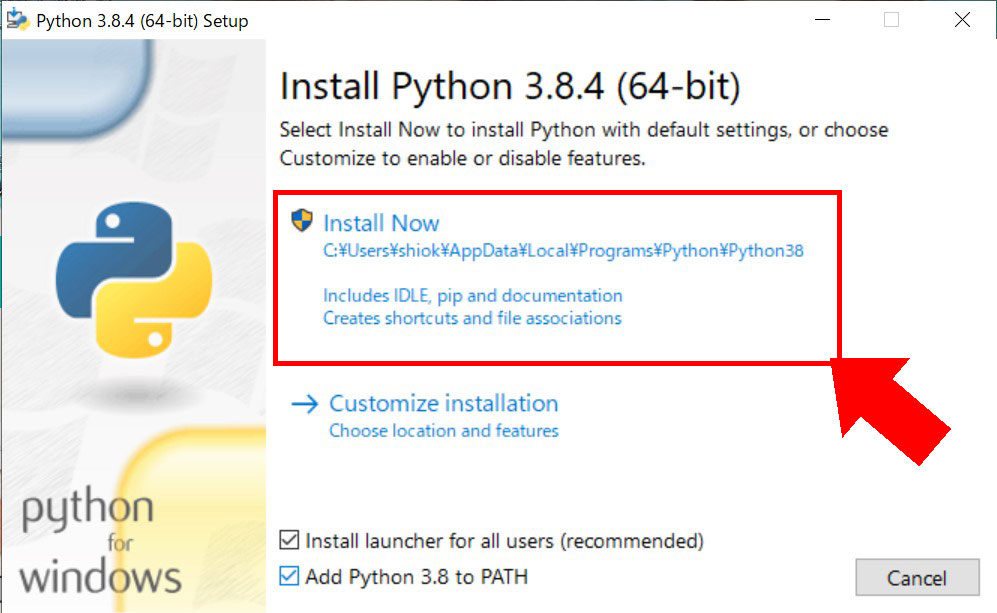 Python 3.8.4 (64-bit) Setup
Install Python 3.8.4 (64-bit)
Select Install Now to install Python with default settings, or choose
Customize to enable or disable features.
Install Now
C:¥Users¥shiok¥AppData¥Local¥Programs¥Python¥Python38
Includes IDLE, pip and documentation
Creates shortcuts and file associations
Customize installation
Choose location and features
python
for
windows
Install launcher for all users (recommended)
Add Python 3.8 to PATH
Cancel